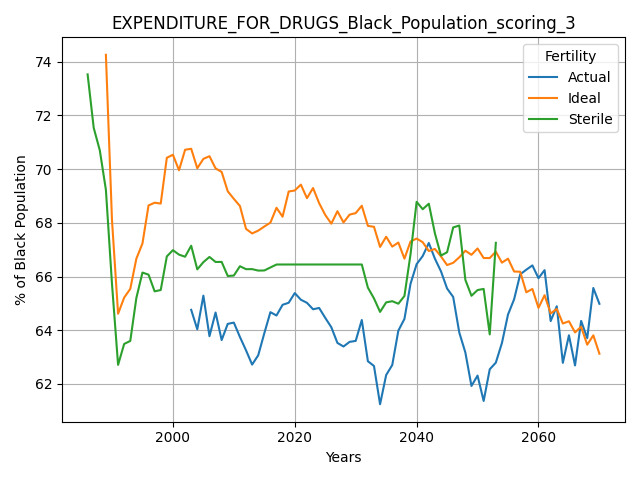 EXPENDITURE_FOR_DRUGS_Black_Population_scoring_3
Fertility
Actual
Ideal
Sterile
% of Black Population
74
72
70
68
66
64
62
2000
2020
2040
2060
Years